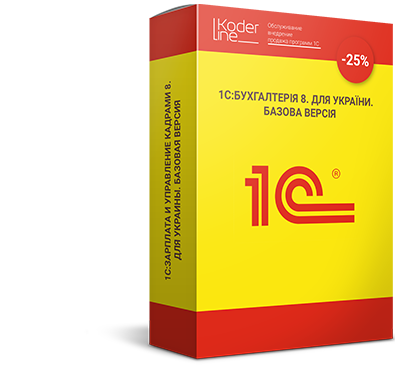 Koder
line
Обслуживание
внедрение
продажа программ 1С
-25%
1С:БУХГАЛТЕРІЯ 8. ДЛЯ УКРАЇНИ.
БАЗОВА ВЕРСІЯ
1С®
1С:ЗАРПЛАТА И УПРАВЛЕНИЕ КАДРАМИ 8.
ДЛЯ УКРАИНЫ. БАЗОВАЯ ВЕРСИЯ